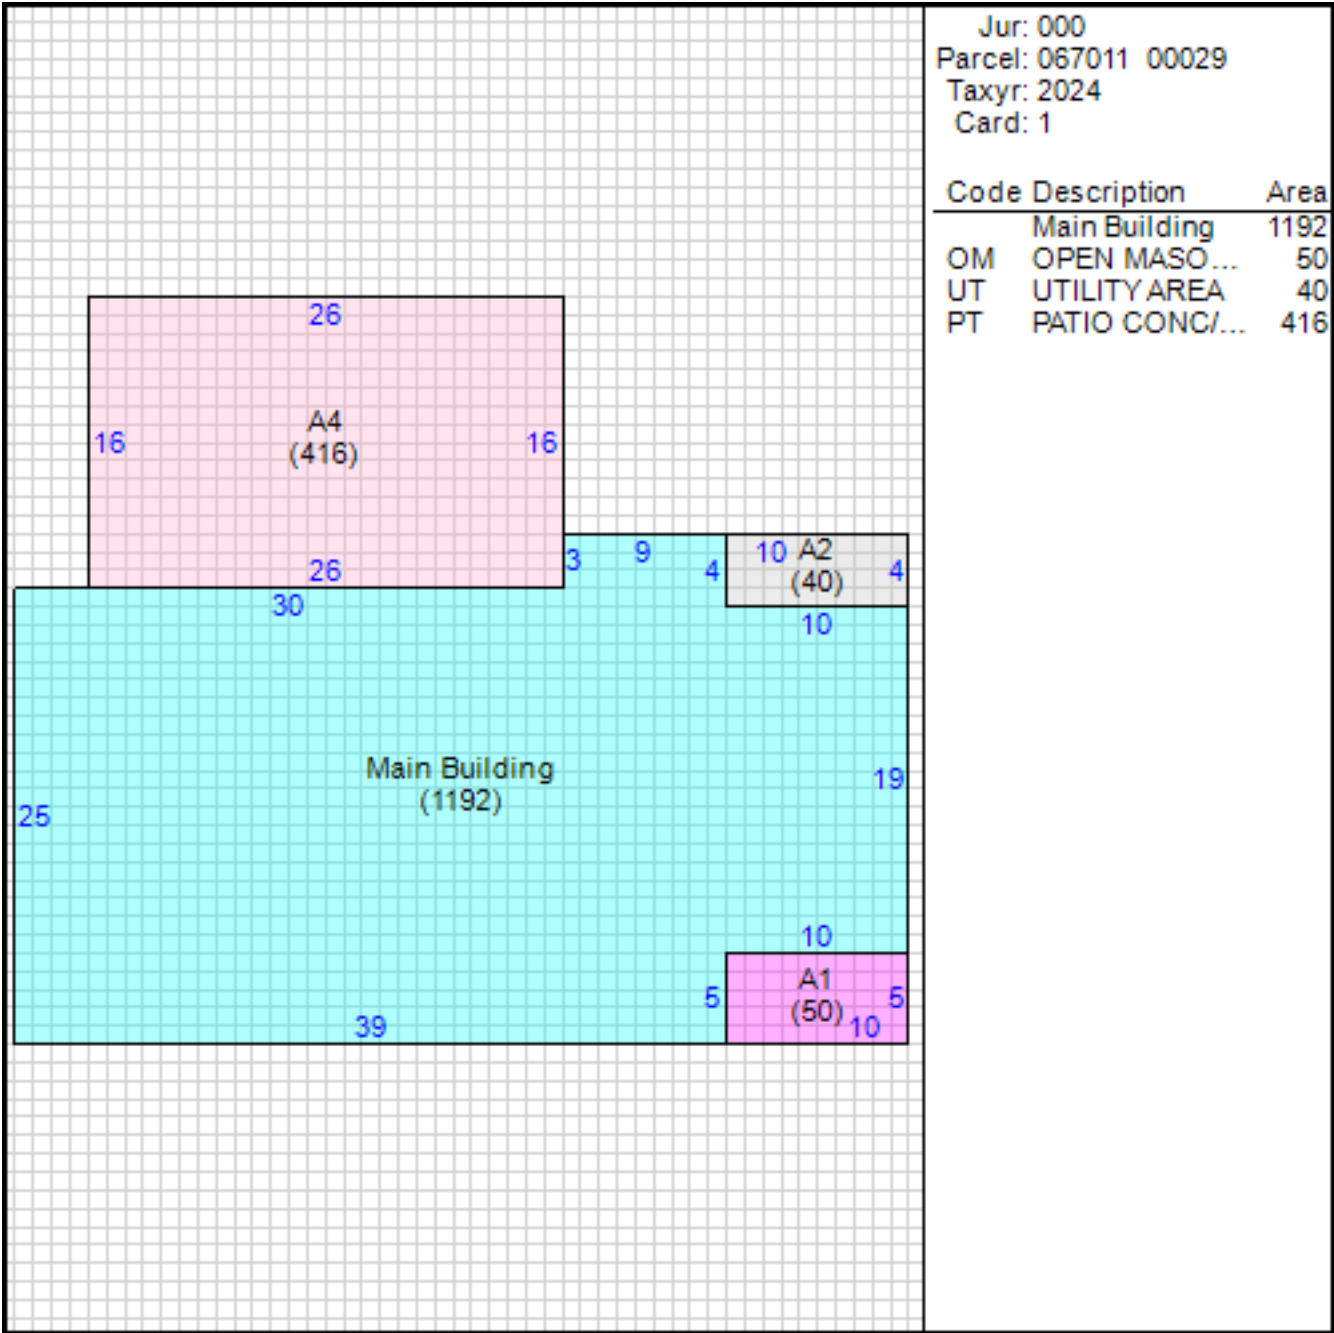 Jur: 000
Parcel: 067011 00029
Taxyr: 2024
Card: 1
Code Description Area
Main Building 1192
OM OPEN MASO... 50
UT UTILITY AREA 40
PT PATIO CONC/... 416
26
A4
16 (416) 16
26
30
3 9 4 10 A2 4
(40)
10
Main Building
(1192)
25
19
10
A1
5 (50) 5
10
39